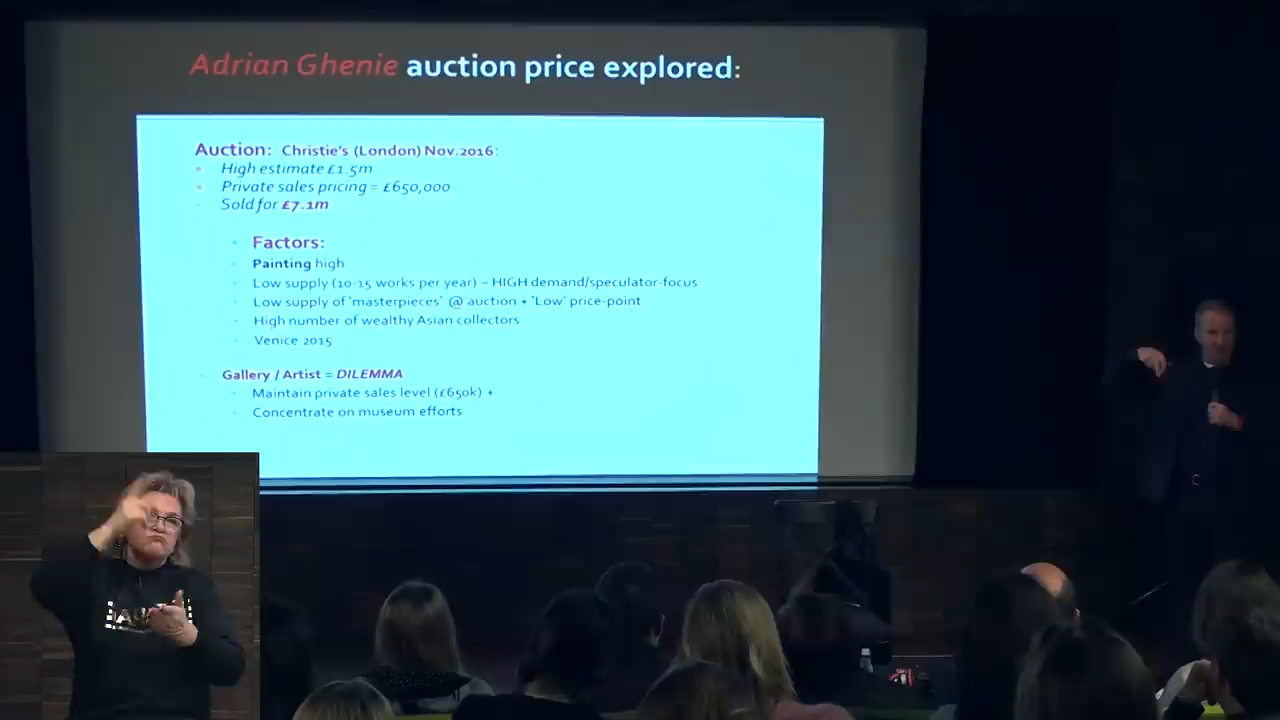 Adrian Ghenie auction price explored:
Auction: Christie's (London) Nov.2016:
High estimate £1.5m
Private sales pricing = £650,000
Sold for £7.1m
Factors:
Painting high
Low supply (10-15 works per year) – HIGH demand/speculator-focus
Low supply of 'masterpieces' @ auction + 'Low' price-point
High number of wealthy Asian collectors
Venice 2015
Gallery / Artist = DILEMMA
Maintain private sales level (£650k) +
Concentrate on museum efforts